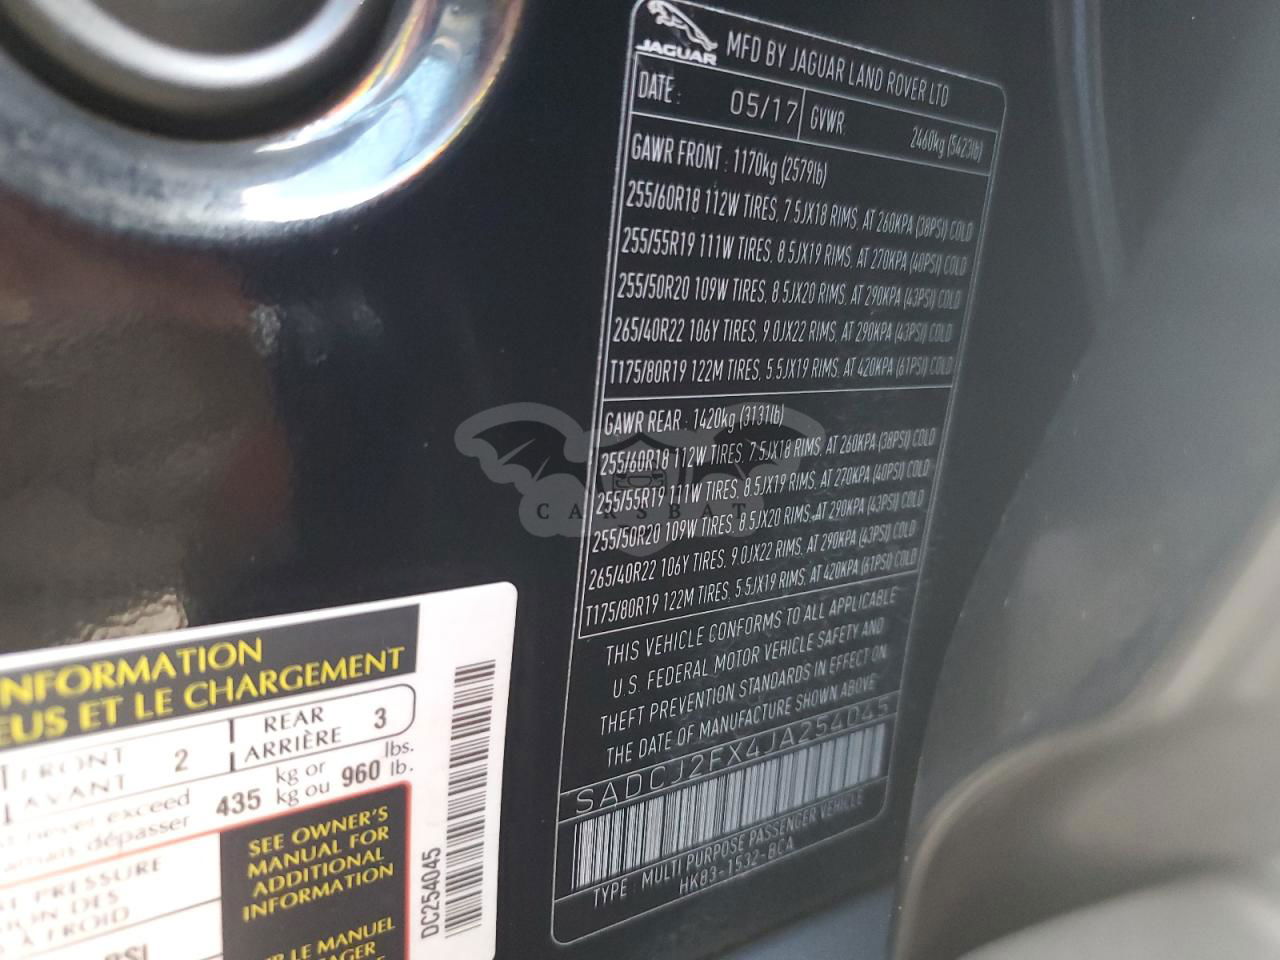 JAGUAR
MFD BY JAGUAR LAND ROVER LTD
DATE: 05/17 GVWR 2460kg (5423lb)
GAWR FRONT : 1170kg (2579lb)
255/60R18 112W TIRES, 7.5JX18 RIMS, AT 260KPA (38PSI) COLD
255/55R19 111W TIRES, 8.5JX19 RIMS, AT 270KPA (40PSI) COLD
255/50R20 109W TIRES, 8.5JX20 RIMS, AT 290KPA (43PSI) COLD
265/40R22 106Y TIRES, 9.0JX22 RIMS, AT 290KPA (43PSI) COLD
T175/80R19 122M TIRES, 5.5JX19 RIMS, AT 420KPA (61PSI) COLD
GAWR REAR : 1420kg (3131lb)
255/60R18 112W TIRES, 7.5JX18 RIMS, AT 260KPA (38PSI) COLD
255/55R19 111W TIRES, 8.5JX19 RIMS, AT 270KPA (40PSI) COLD
255/50R20 109W TIRES, 8.5JX20 RIMS, AT 290KPA (43PSI) COLD
265/40R22 106Y TIRES, 9.0JX22 RIMS, AT 290KPA (43PSI) COLD
T175/80R19 122M TIRES, 5.5JX19 RIMS, AT 420KPA (61PSI) COLD
THIS VEHICLE CONFORMS TO ALL APPLICABLE
U.S. FEDERAL MOTOR VEHICLE SAFETY AND
THEFT PREVENTION STANDARDS IN EFFECT ON
THE DATE OF MANUFACTURE SHOWN ABOVE
SADCJ2FX4JA254045
TYPE : MULTI PURPOSE PASSENGER VEHICLE
HK83-1532-BCA
CARSBAT
NFORMATION
EUS ET LE CHARGEMENT
FRONT 2 REAR 3
AVANT ARRIÈRE
never exceed 435 kg or 960 lbs.
dépasser kg ou lb.
PRESSURE
ION DES
À FROID
PSI
SEE OWNER'S
MANUAL FOR
ADDITIONAL
INFORMATION
LE MANUEL
DC254045